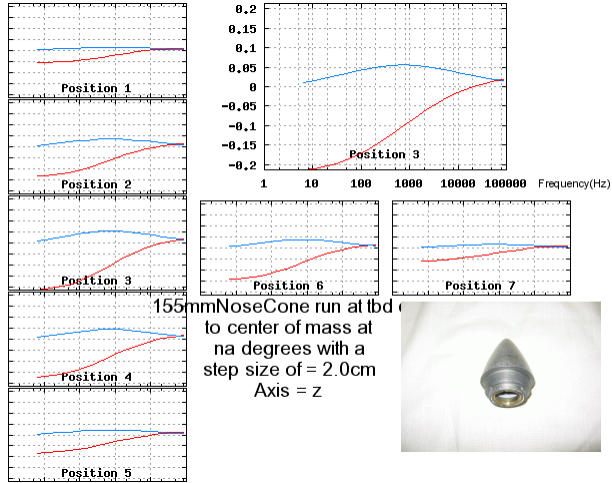 Position 1
Position 2
Position 3
Position 4
Position 5
0.2
0.15
0.1
0.05
0
-0.05
-0.1
-0.15
-0.2
Position 3
1 10 100 1000 10000 100000 Frequency(Hz)
Position 6
Position 7
155mmNoseCone run at tbd
to center of mass at
na degrees with a
step size of = 2.0cm
Axis = z